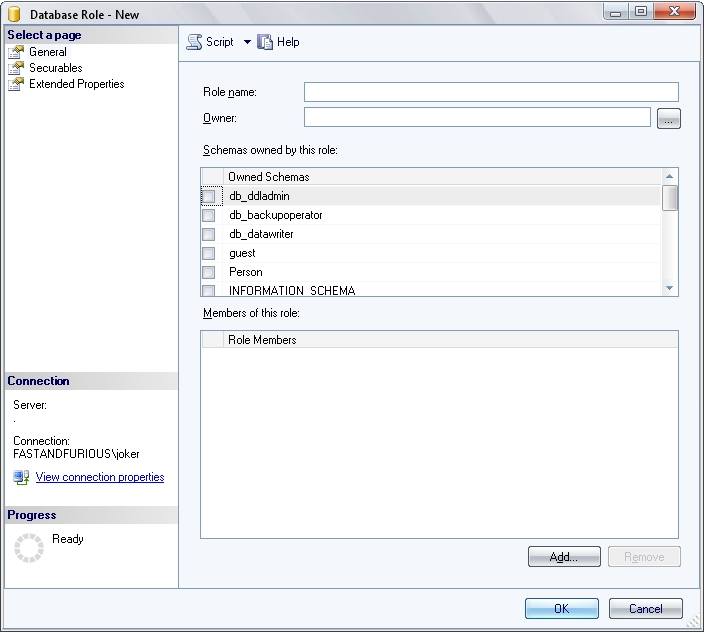 Database Role - New
Select a page
General
Securables
Extended Properties
Script
Help
Role name:
Owner:
...
Schemas owned by this role:
Owned Schemas
db_ddladmin
db_backupoperator
db_datawriter
guest
Person
INFORMATION_SCHEMA
Members of this role:
Role Members
Connection
Server:
.
Connection:
FASTANDFURIOUS\joker
View connection properties
Progress
Ready
Add...
Remove
OK
Cancel